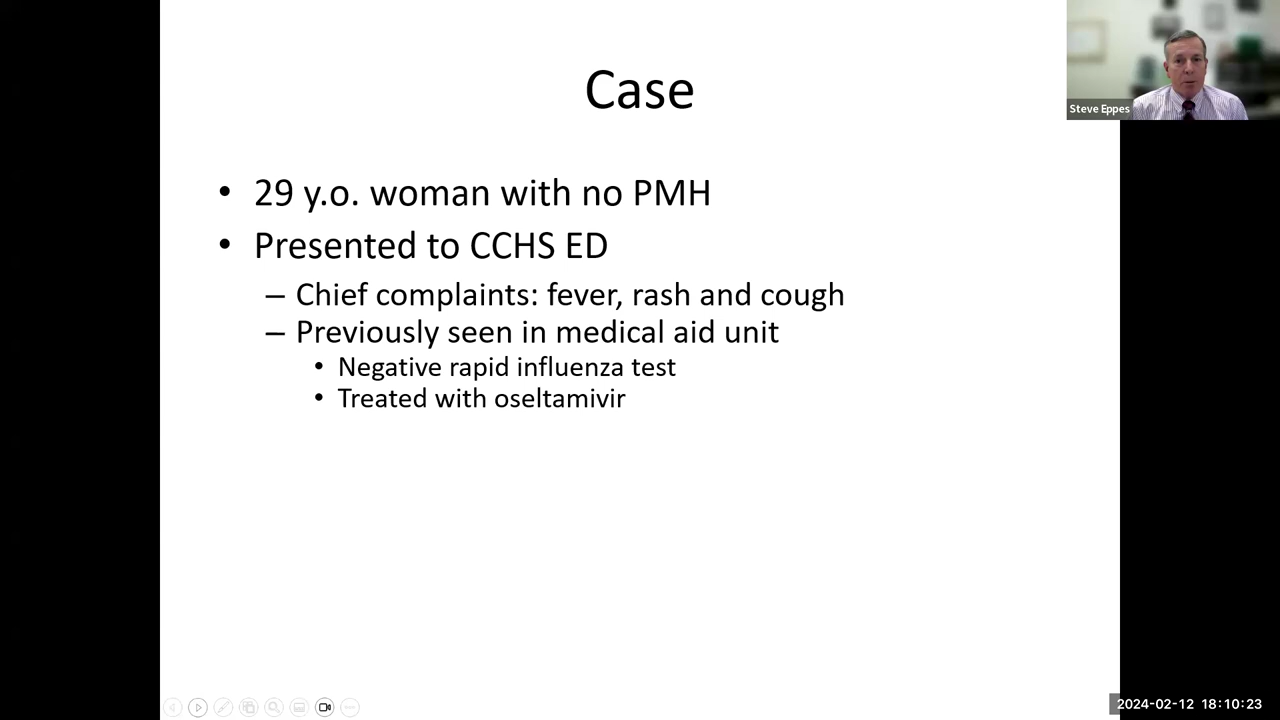 Case
Steve Eppes
• 29 y.o. woman with no PMH
• Presented to CCHS ED
– Chief complaints: fever, rash and cough
– Previously seen in medical aid unit
• Negative rapid influenza test
• Treated with oseltamivir
2024-02-12 18:10:23